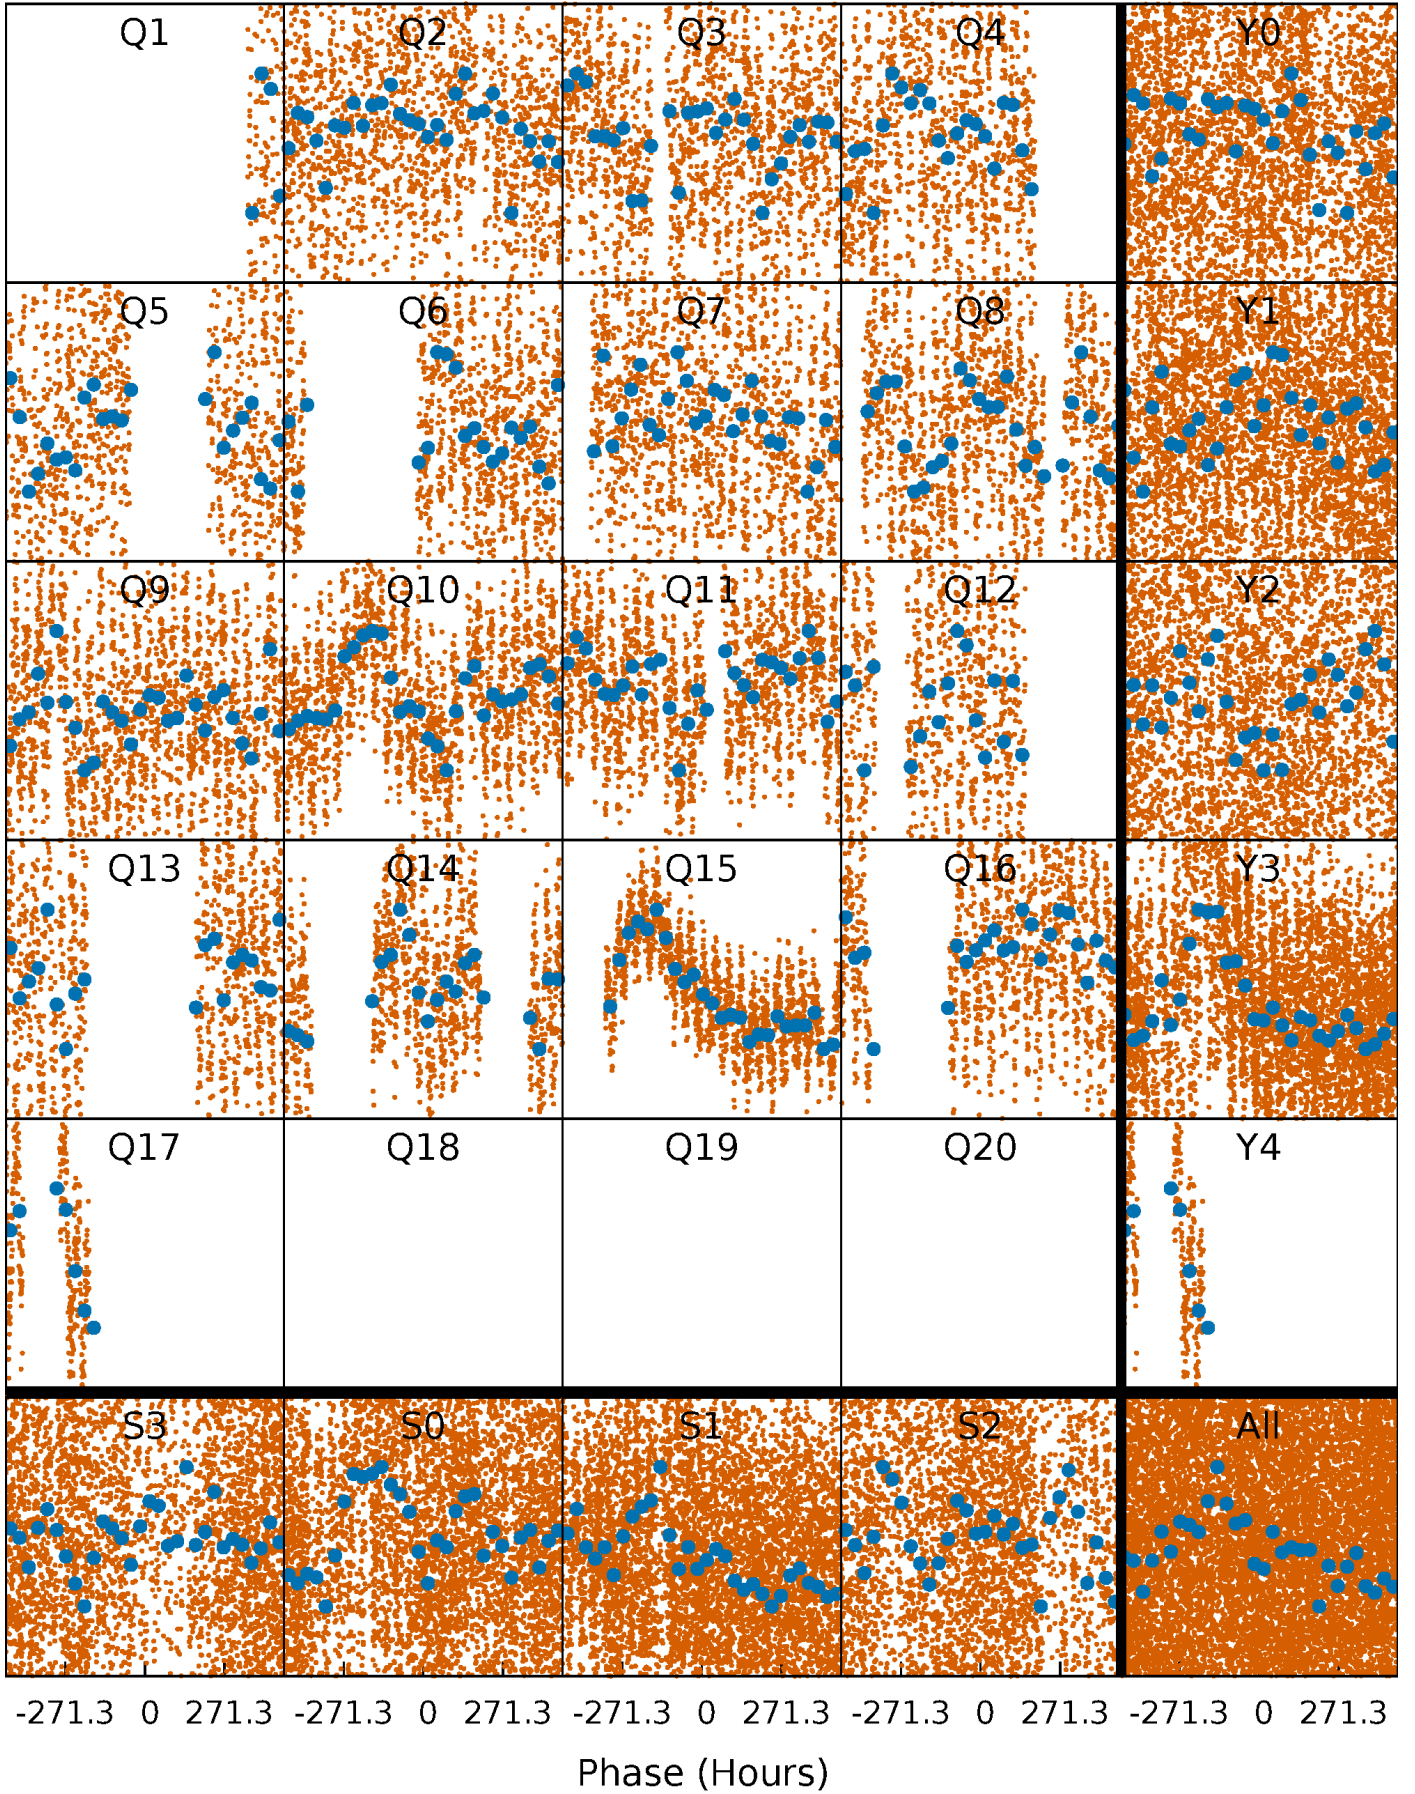 Q1 Q2 Q3 Q4 Y0
Q5 Q6 Q7 Q8 Y1
Q9 Q10 Q11 Q12 Y2
Q13 Q14 Q15 Q16 Y3
Q17 Q18 Q19 Q20 Y4
S3 S0 S1 S2 All
-271.3 0 271.3 -271.3 0 271.3 -271.3 0 271.3 -271.3 0 271.3 -271.3 0 271.3
Phase (Hours)